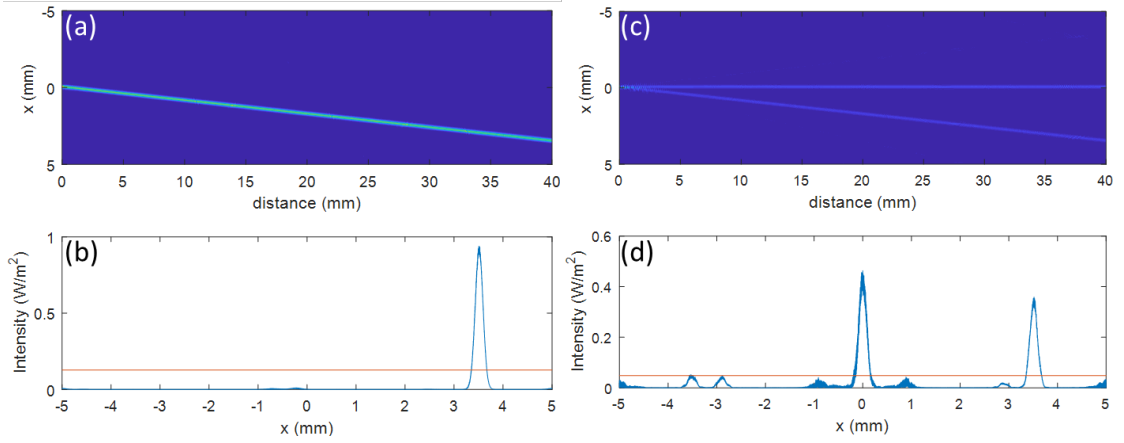 (a)
-5
0
5
x (mm)
0 5 10 15 20 25 30 35 40
distance (mm)
(c)
-5
0
5
x (mm)
0 5 10 15 20 25 30 35 40
distance (mm)
(b)
1
0.5
0
Intensity (W/m²)
-5 -4 -3 -2 -1 0 1 2 3 4 5
x (mm)
(d)
0.6
0.4
0.2
0
Intensity (W/m²)
-5 -4 -3 -2 -1 0 1 2 3 4 5
x (mm)